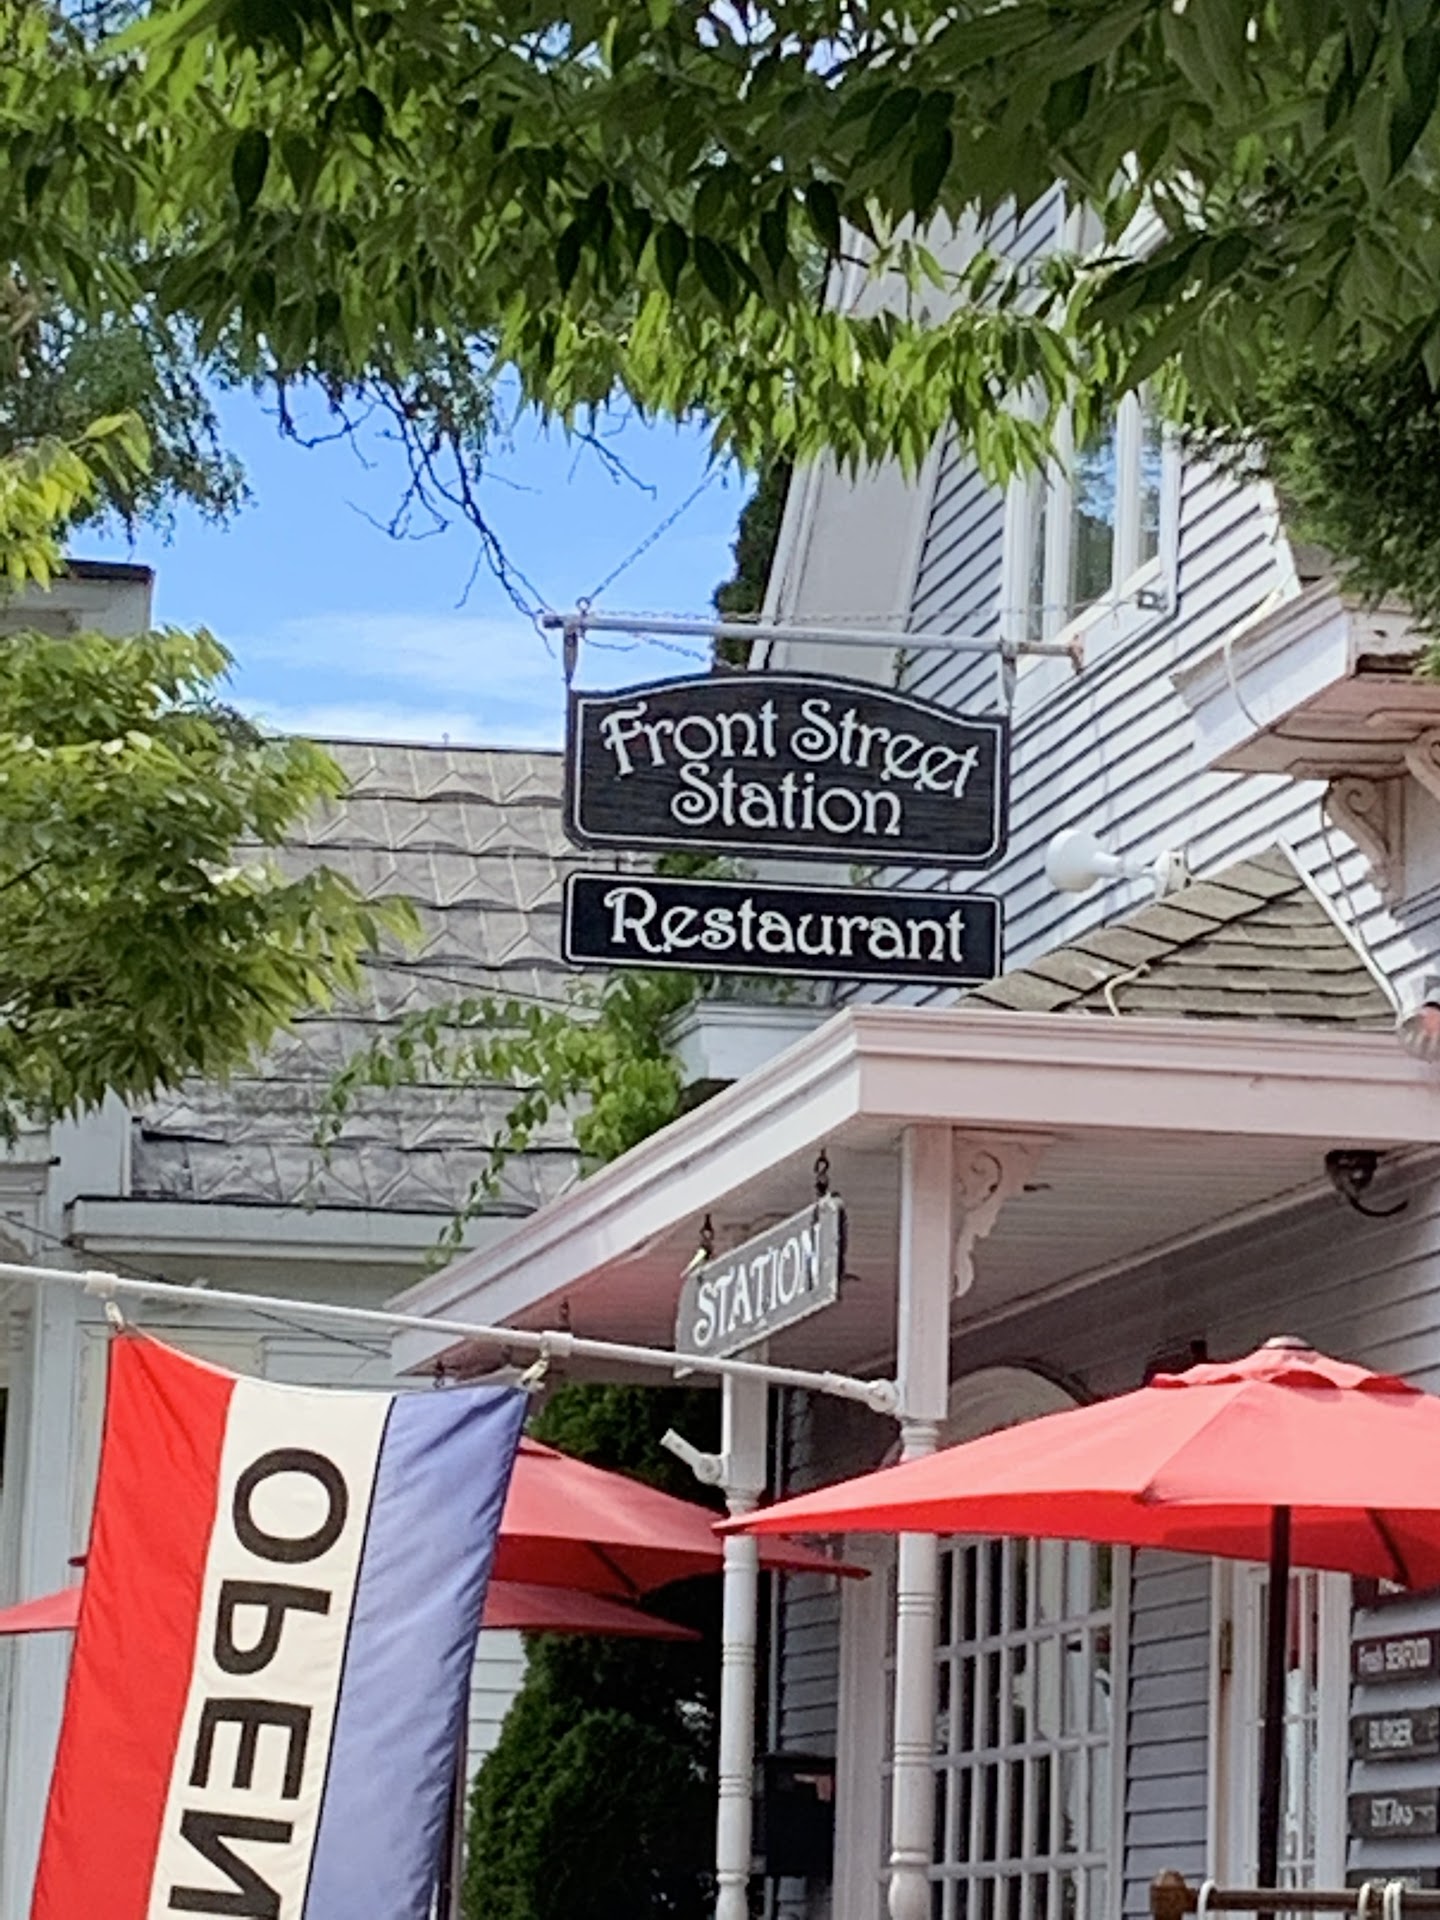 Front Street
Station
Restaurant
STATION
OPEN
Fresh SEAFOOD
BURGER